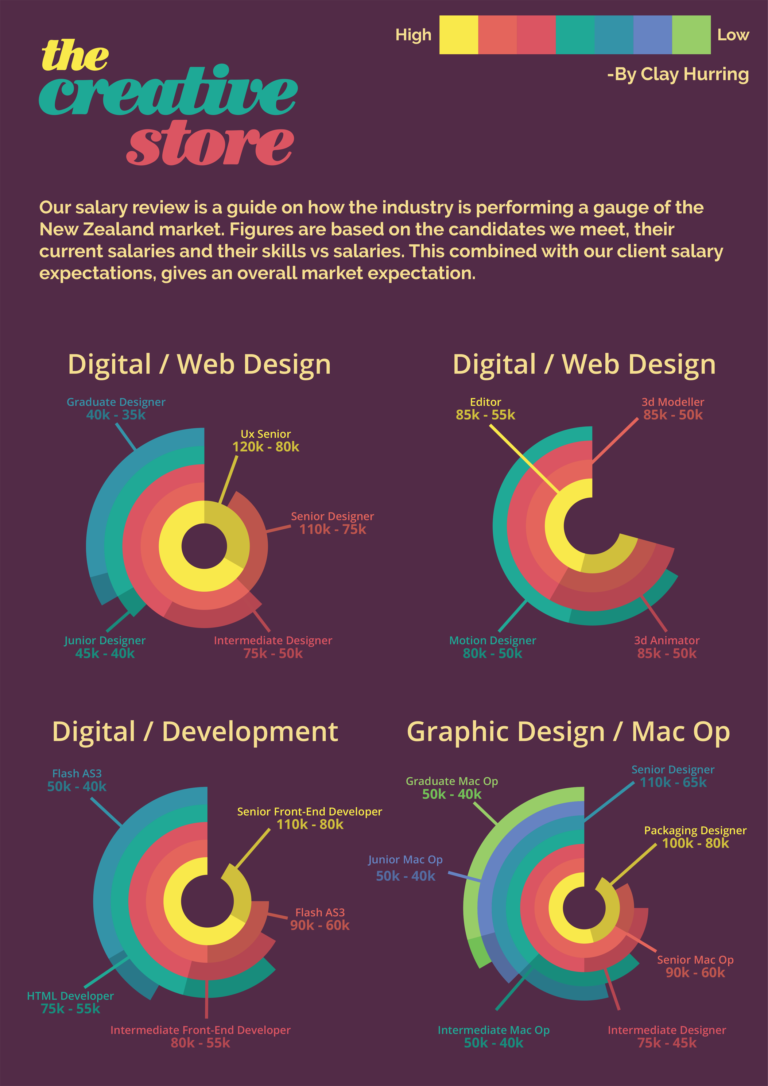 the
creative
store
High
Low
-By Clay Hurring
Our salary review is a guide on how the industry is performing a gauge of the
New Zealand market. Figures are based on the candidates we meet, their
current salaries and their skills vs salaries. This combined with our client salary
expectations, gives an overall market expectation.
Digital / Web Design
Graduate Designer
40k - 35k
Ux Senior
120k - 80k
Senior Designer
110k - 75k
Junior Designer
45k - 40k
Intermediate Designer
75k - 50k
Digital / Web Design
Editor
85k - 55k
3d Modeller
85k - 50k
Motion Designer
80k - 50k
3d Animator
85k - 50k
Digital / Development
Flash AS3
50k - 40k
Senior Front-End Developer
110k - 80k
Flash AS3
90k - 60k
HTML Developer
75k - 55k
Intermediate Front-End Developer
80k - 55k
Graphic Design / Mac Op
Senior Designer
110k - 65k
Graduate Mac Op
50k - 40k
Packaging Designer
100k - 80k
Junior Mac Op
50k - 40k
Senior Mac Op
90k - 60k
Intermediate Mac Op
50k - 40k
Intermediate Designer
75k - 45k